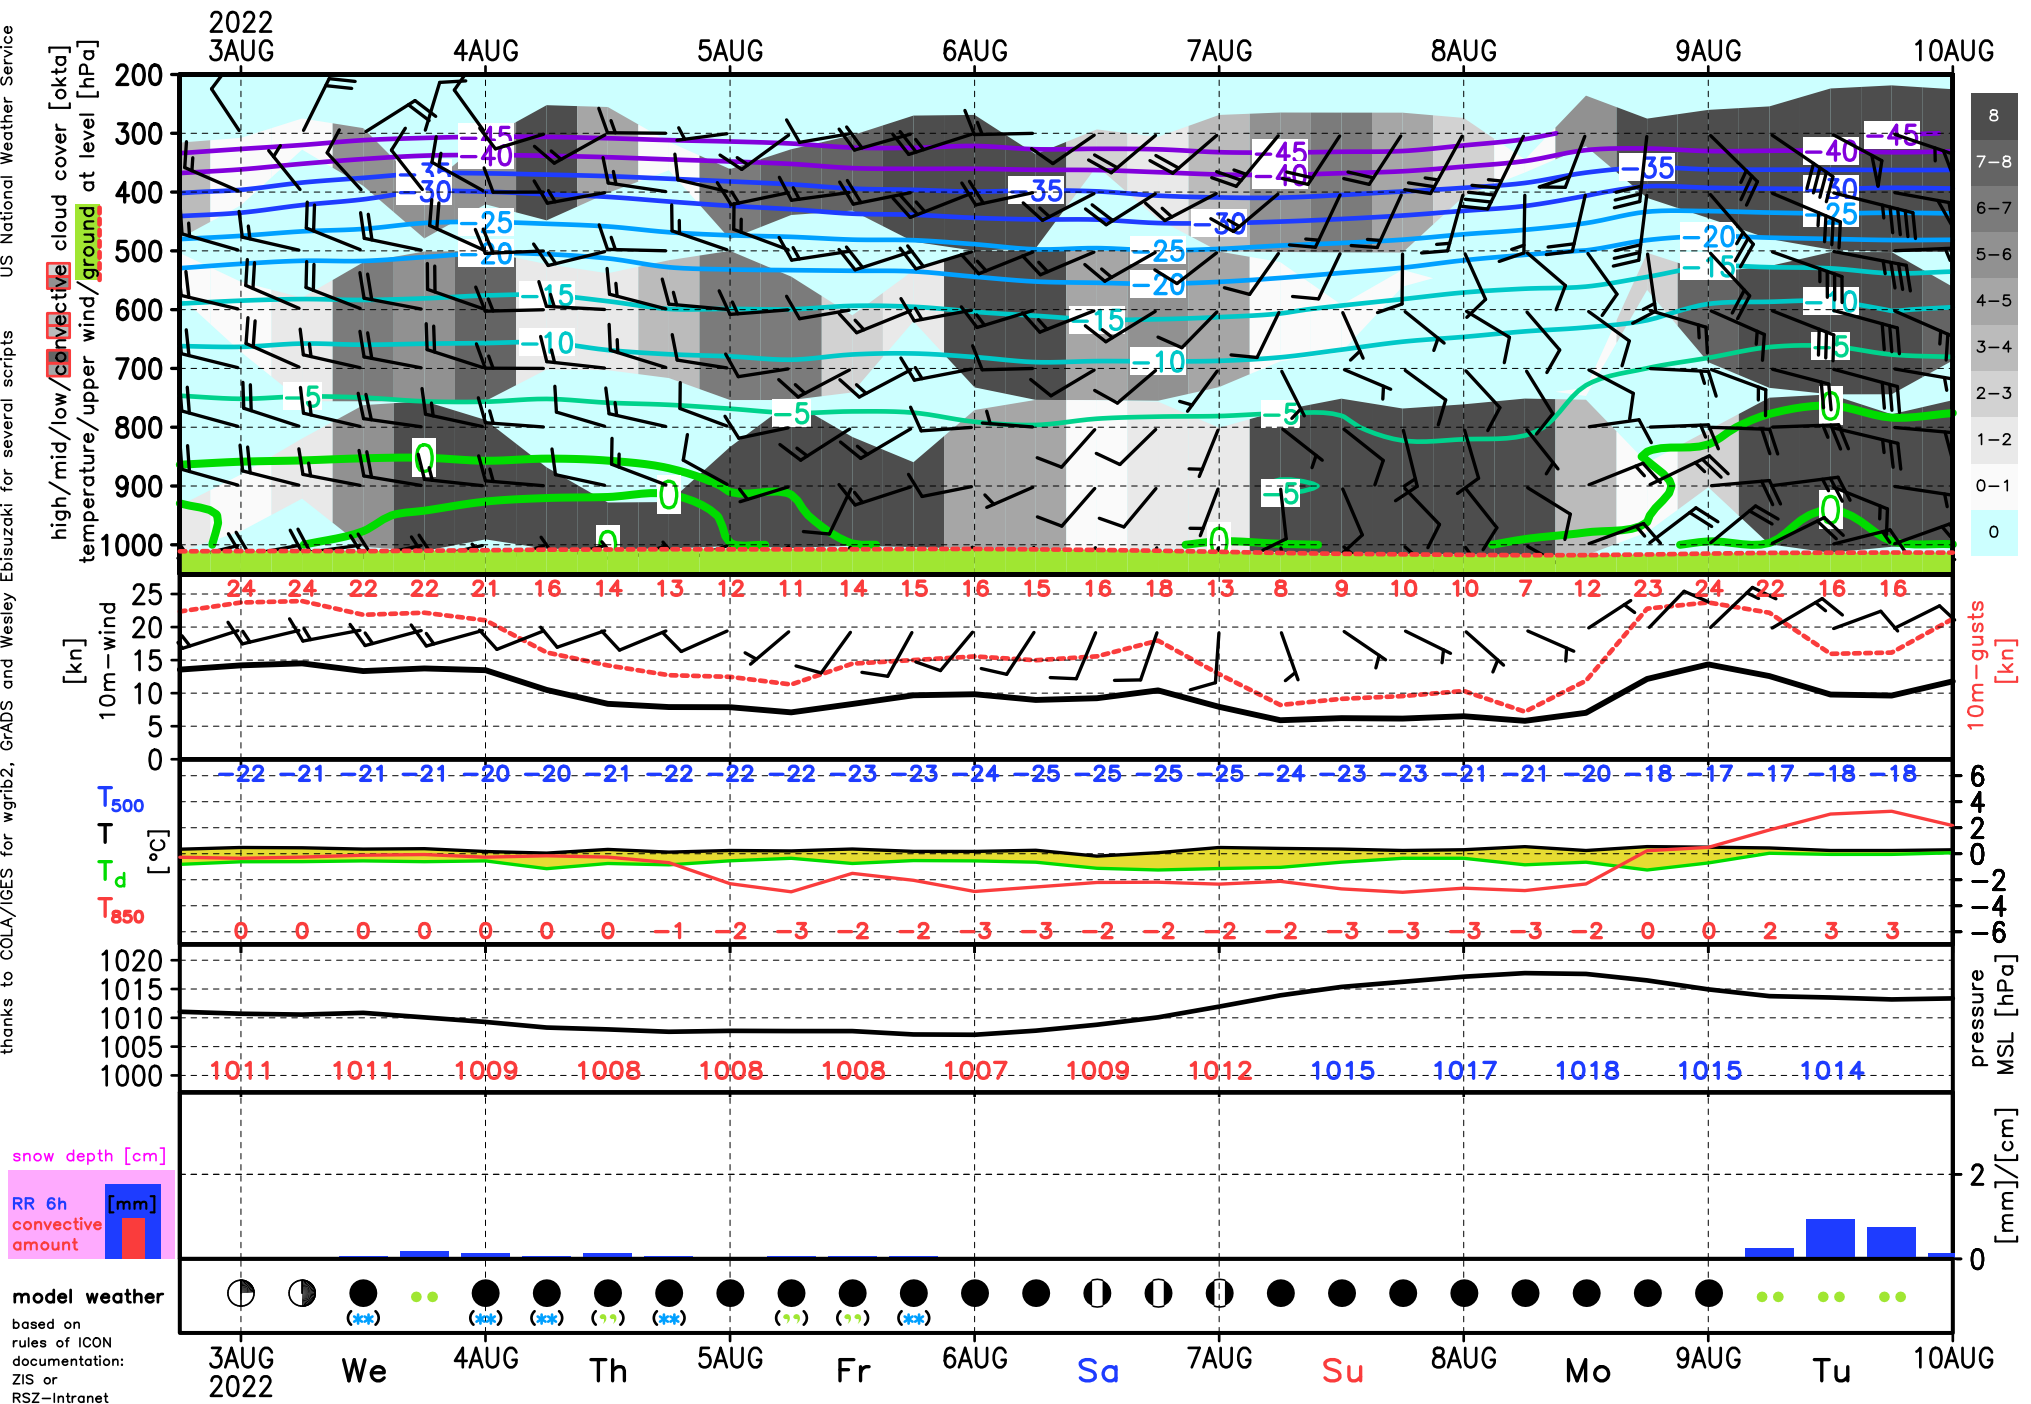 2022
3AUG 4AUG 5AUG 6AUG 7AUG 8AUG 9AUG 10AUG
US National Weather Service
thanks to COLA/IGES for wgrib2, GrADS and Wesley Ebisuzaki for several scripts
high/mid/low/convective/convective cloud cover [okta]
temperature/upper wind/ground at level [hPa]
200
300
400
500
600
700
800
900
1000
-45 -45 -45
-40 -40 -40
-35 -35 -35
-30 -30 -30
-25 -25 -25
-20 -20 -20
-15 -15 -15
-10 -10 -10
-5 -5 -5 -5 -5
0 0 0 0 0 0
8
7-8
6-7
5-6
4-5
3-4
2-3
1-2
0-1
0
24 24 22 22 21 16 14 13 12 11 14 15 16 15 16 18 13 8 9 10 10 7 12 23 24 22 16 16
25
20
15
10
5
0
[kn]
10m-wind
10m-gusts
[kn]
-22 -21 -21 -21 -20 -20 -21 -22 -22 -22 -23 -23 -24 -25 -25 -25 -25 -24 -23 -23 -21 -21 -20 -18 -17 -17 -18 -18
T500
T
Td
T850
[°C]
6
4
2
0
-2
-4
-6
0 0 0 0 0 0 0 -1 -2 -3 -2 -2 -3 -3 -2 -2 -2 -2 -3 -3 -3 -3 -2 0 0 2 3 3
1020
1015
1010
1005
1000
pressure
MSL [hPa]
1011 1011 1009 1008 1008 1008 1007 1009 1012 1015 1017 1018 1015 1014
snow depth [cm]
RR 6h [mm]
convective
amount
2
0
[mm]/[cm]
model weather
based on
rules of ICON
documentation:
ZIS or
RSZ-Intranet
3AUG We 4AUG Th 5AUG Fr 6AUG Sa 7AUG Su 8AUG Mo 9AUG Tu 10AUG
2022